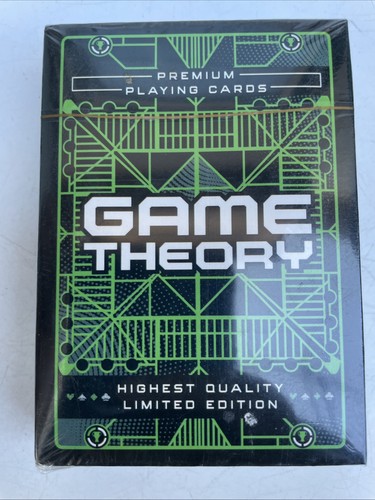 PREMIUM
PLAYING CARDS
GAME
THEORY
HIGHEST QUALITY
LIMITED EDITION